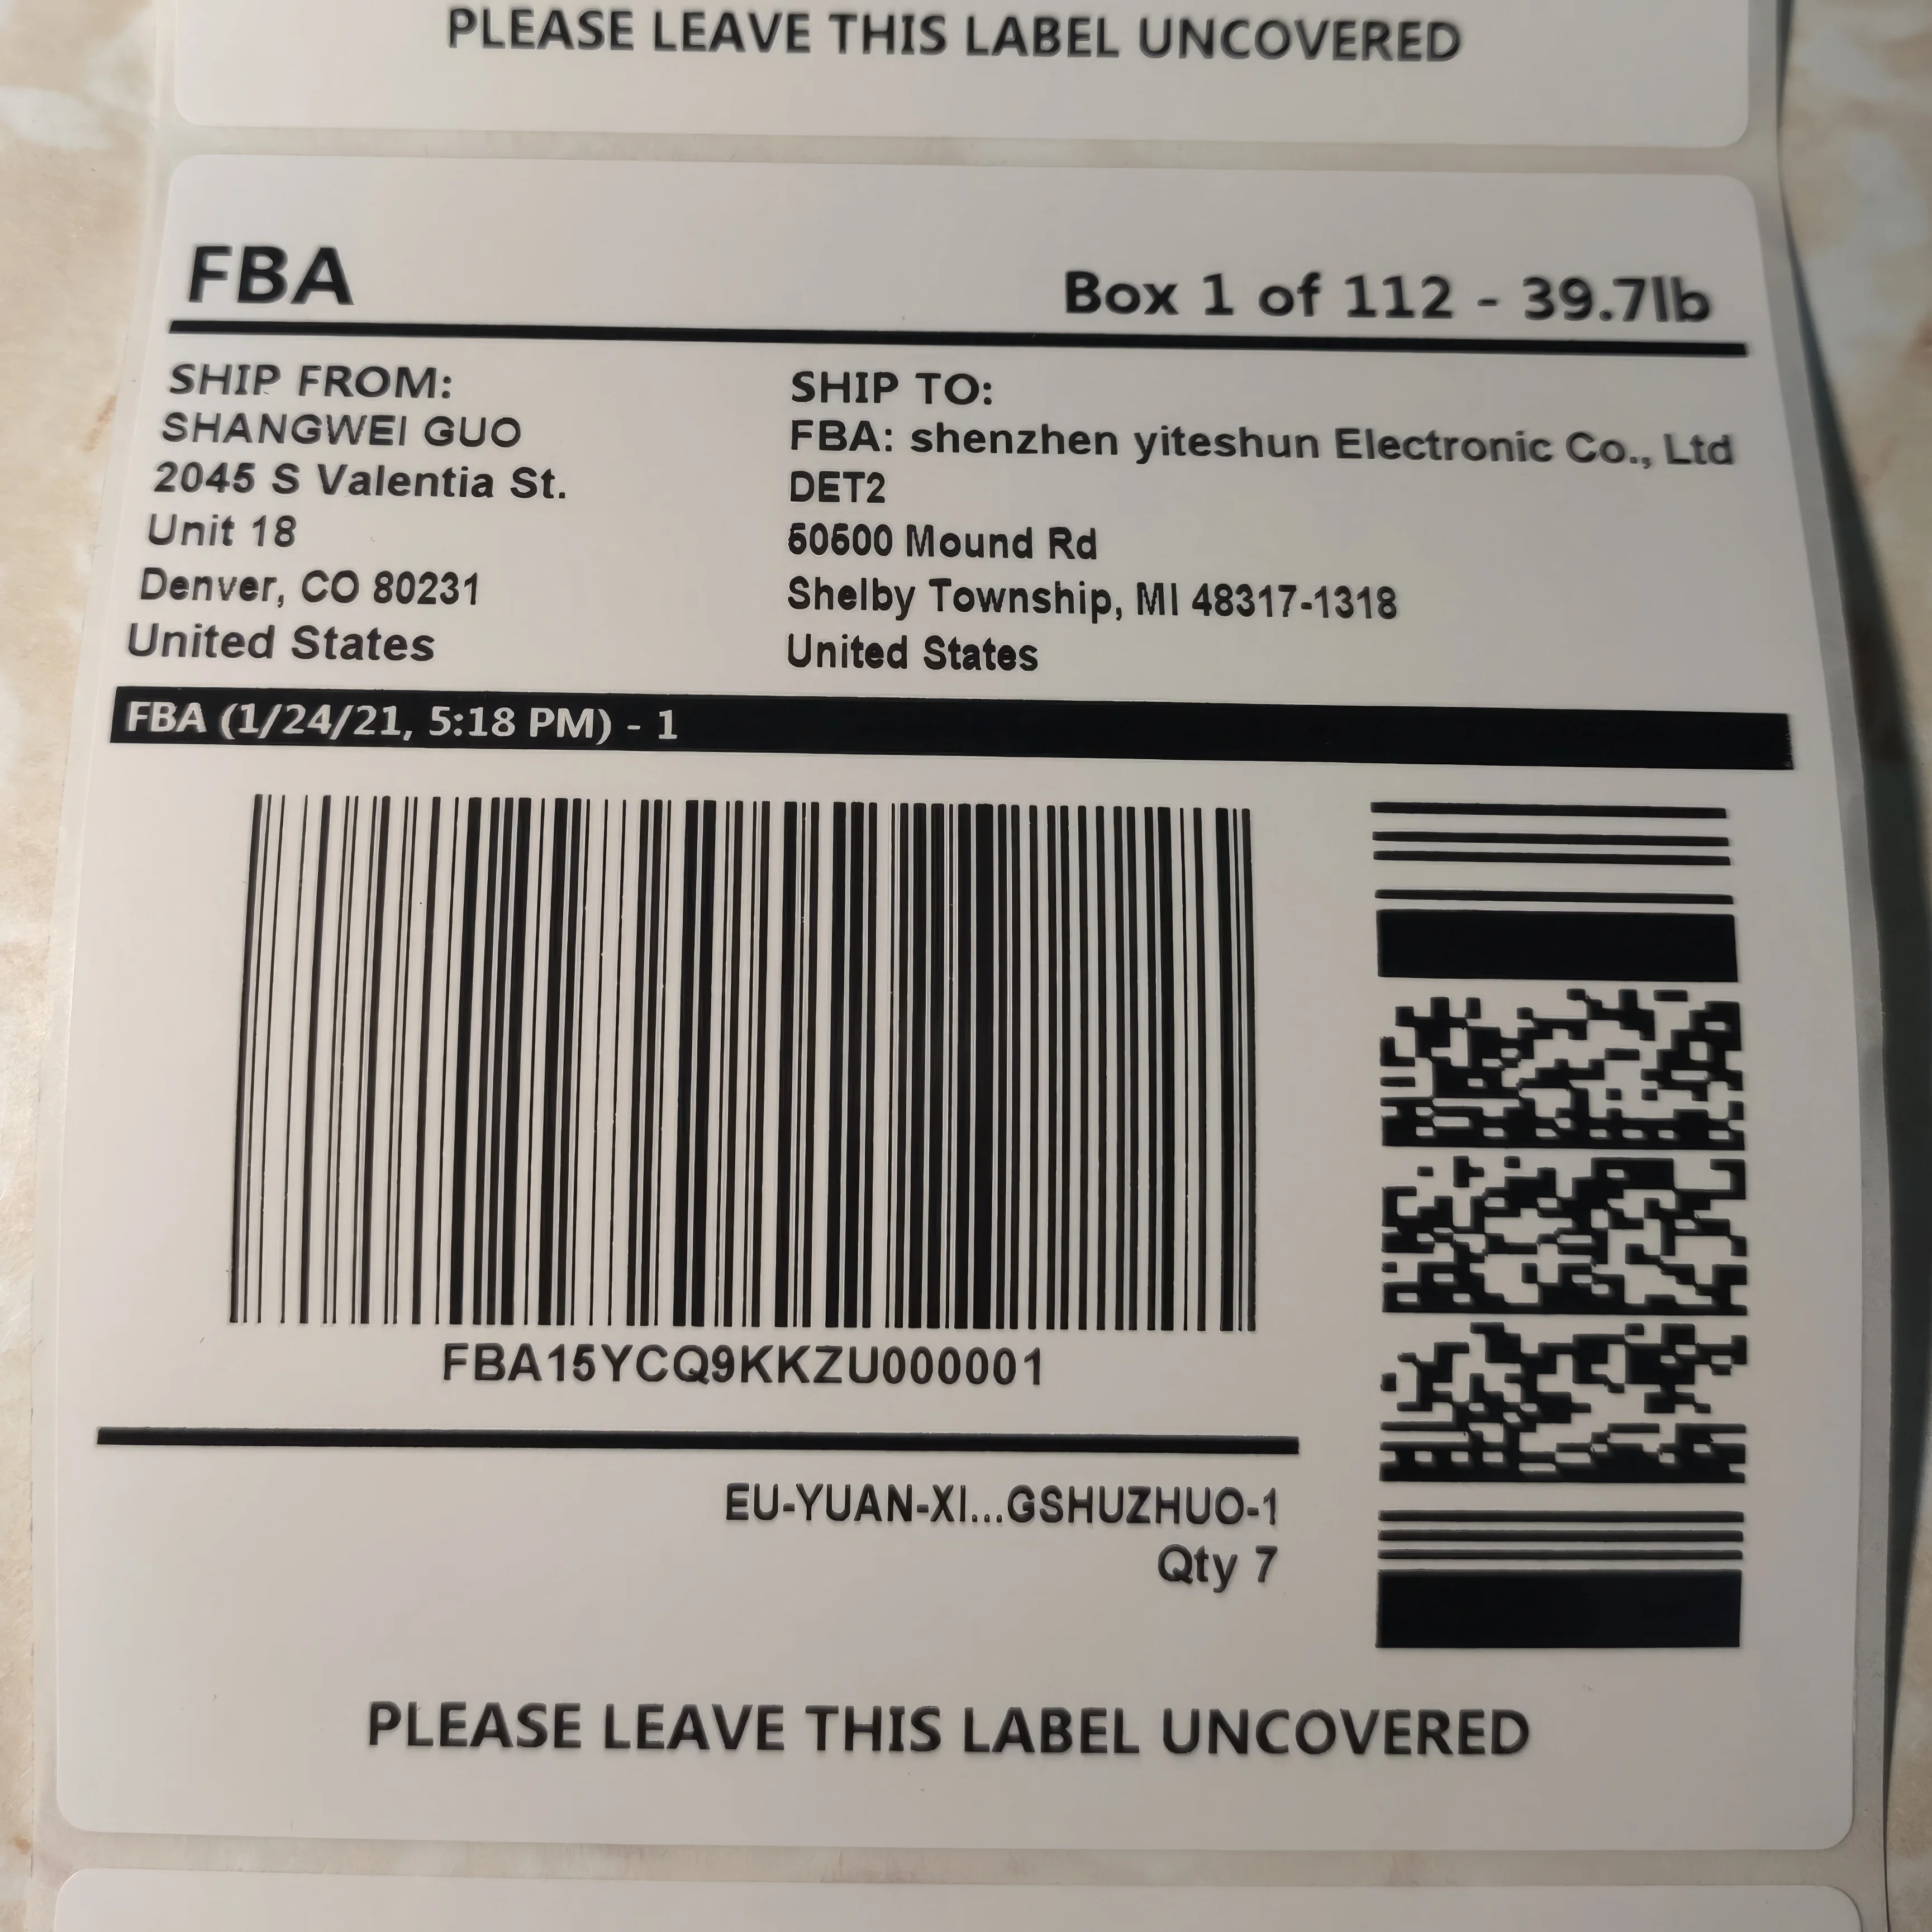 PLEASE LEAVE THIS LABEL UNCOVERED
FBA
Box 1 of 112 - 39.7lb
SHIP FROM:
SHANGWEI GUO
2045 S Valentia St.
Unit 18
Denver, CO 80231
United States
SHIP TO:
FBA: shenzhen yiteshun Electronic Co., Ltd
DET2
50500 Mound Rd
Shelby Township, MI 48317-1318
United States
FBA (1/24/21, 5:18 PM) - 1
FBA15YCQ9KKZU000001
EU-YUAN-XI...GSHUZHUO-1
Qty 7
PLEASE LEAVE THIS LABEL UNCOVERED